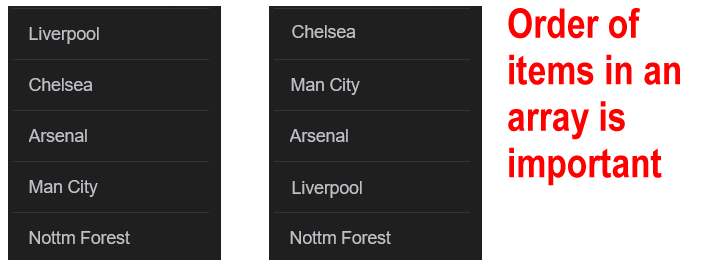 Liverpool
Chelsea
Arsenal
Man City
Nottm Forest
Chelsea
Man City
Arsenal
Liverpool
Nottm Forest
Order of
items in an
array is
important